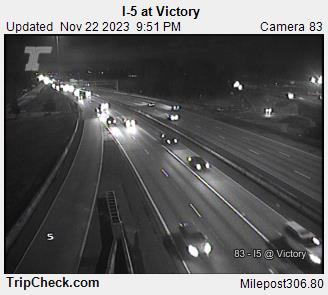 I-5 at Victory
Updated Nov 22 2023 9:51 PM Camera 83
T
S
83 - I5 @ Victory
TripCheck.com Milepost306.80